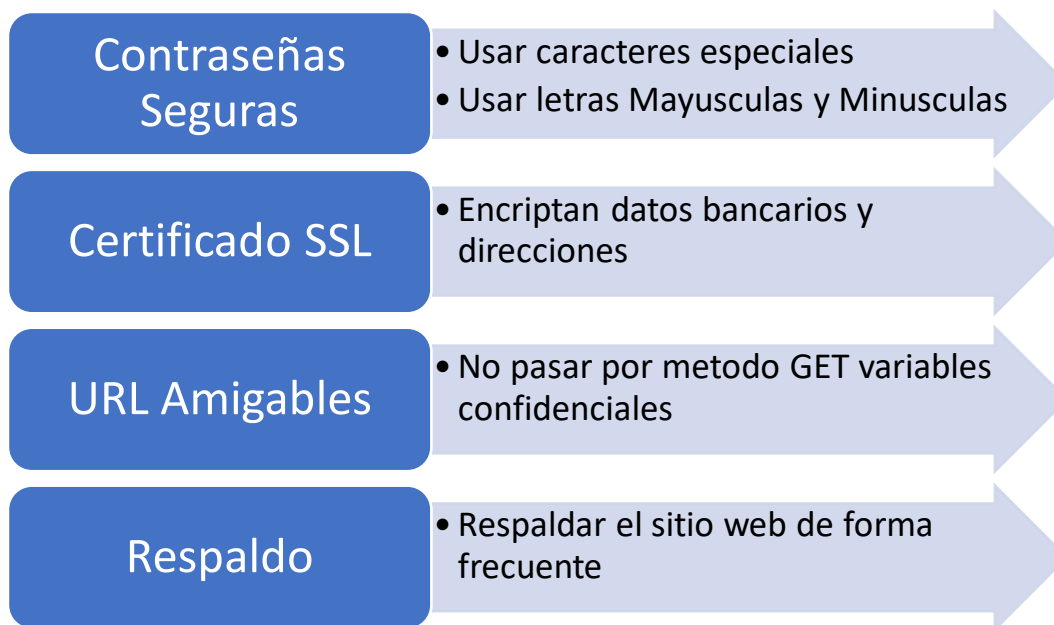 Contraseñas
Seguras
• Usar caracteres especiales
• Usar letras Mayusculas y Minusculas
Certificado SSL
• Encriptan datos bancarios y
direcciones
URL Amigables
• No pasar por metodo GET variables
confidenciales
Respaldo
• Respaldar el sitio web de forma
frecuente